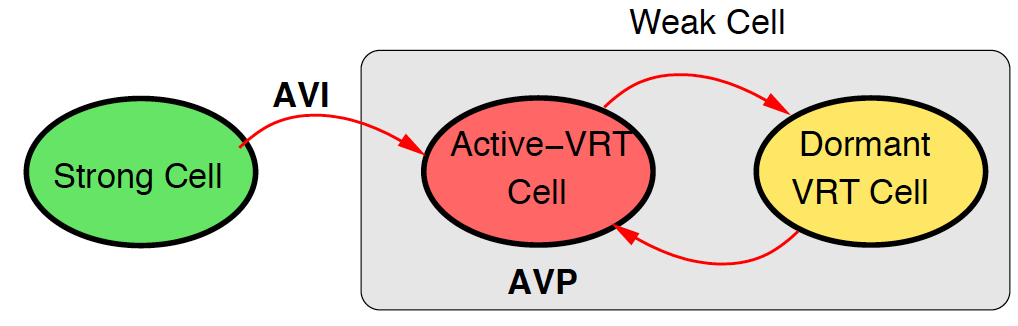 Weak Cell
AVI
Strong Cell
Active–VRT
Cell
Dormant
VRT Cell
AVP